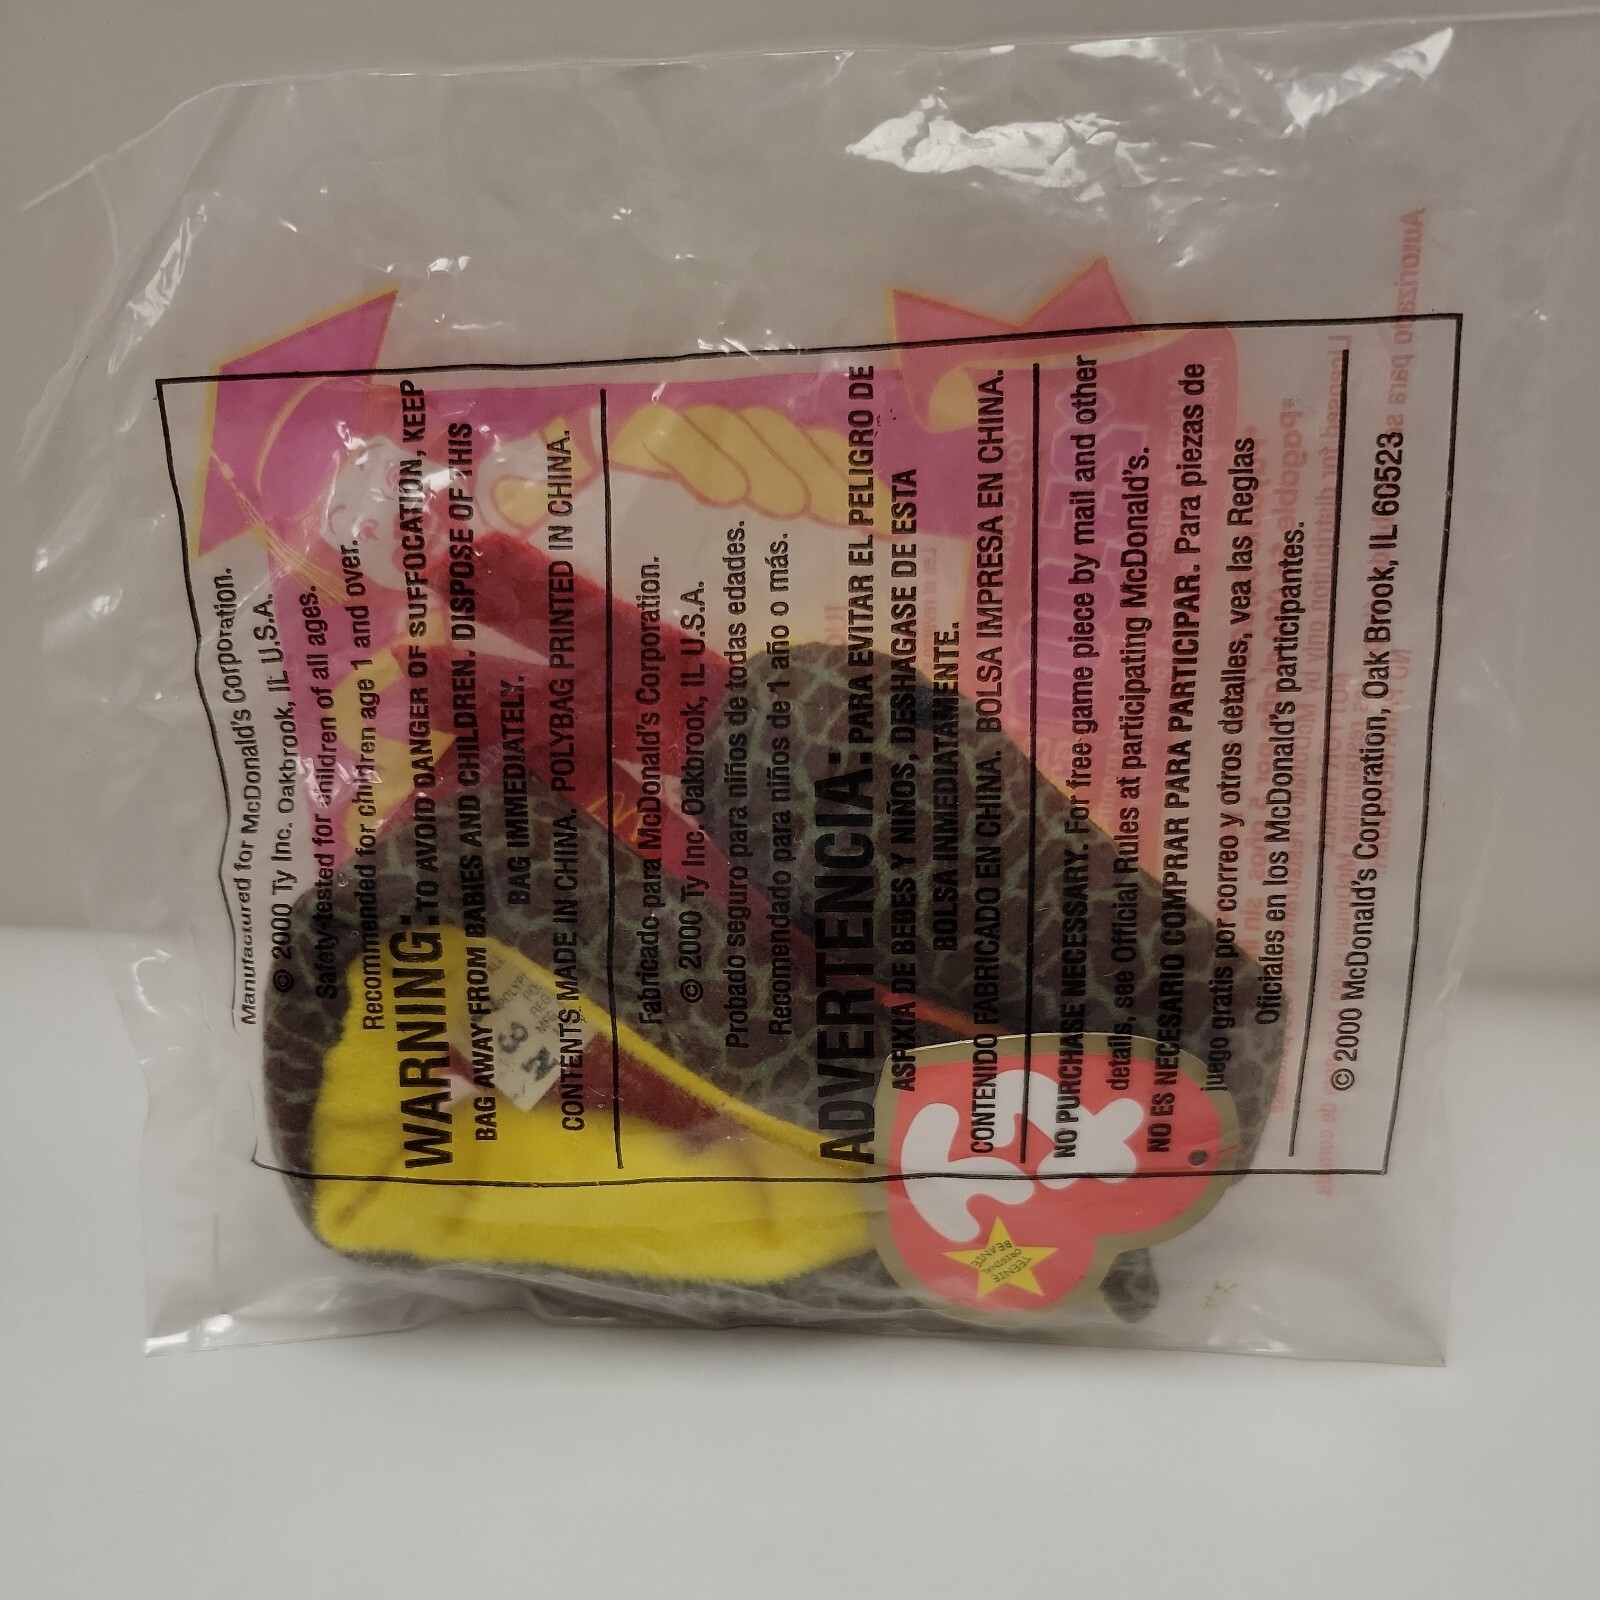 Manufactured for McDonald's Corporation.
© 2000 Ty Inc. Oakbrook, IL U.S.A.
Safety-tested for children of all ages.
Recommended for children age 1 and over.
WARNING: TO AVOID DANGER OF SUFFOCATION, KEEP
BAG AWAY FROM BABIES AND CHILDREN. DISPOSE OF THIS
BAG IMMEDIATELY.
CONTENTS MADE IN CHINA. POLYBAG PRINTED IN CHINA.
Fabricado para McDonald's Corporation.
© 2000 Ty Inc. Oakbrook, IL U.S.A.
Probado seguro para niños de todas edades.
Recomendado para niños de 1 año o más.
ADVERTENCIA: PARA EVITAR EL PELIGRO DE
ASFIXIA DE BEBES Y NIÑOS, DESHAGASE DE ESTA
BOLSA INMEDIATAMENTE.
CONTENIDO FABRICADO EN CHINA. BOLSA IMPRESA EN CHINA.
NO PURCHASE NECESSARY. For free game piece by mail and other
details, see Official Rules at participating McDonald's.
NO ES NECESARIO COMPRAR PARA PARTICIPAR. Para piezas de
juego gratis por correo y otros detalles, vea las Reglas
Oficiales en los McDonald's participantes.
© 2000 McDonald's Corporation, Oak Brook, IL 60523
ty
TEENIE
ORIGINAL
BEANIE